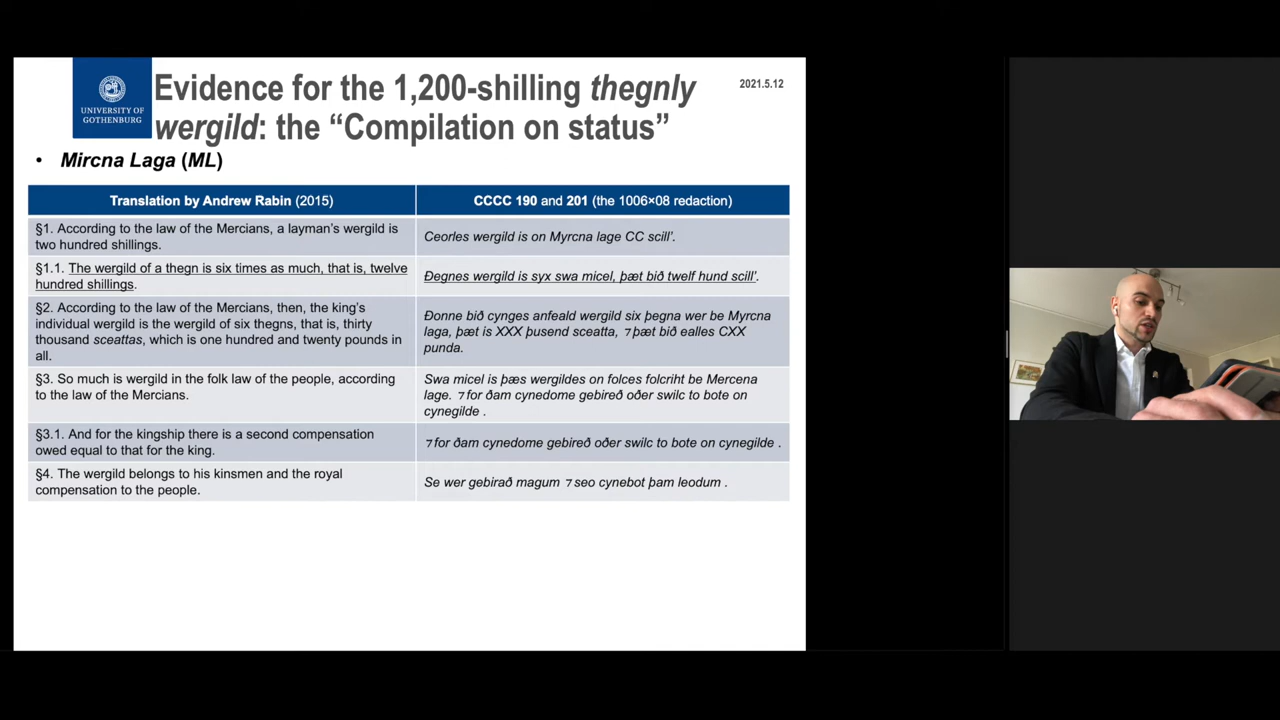 UNIVERSITY OF
GOTHENBURG
Evidence for the 1,200-shilling thegnly
wergild: the “Compilation on status”
2021.5.12
• Mircna Laga (ML)
Translation by Andrew Rabin (2015)
CCCC 190 and 201 (the 1006×08 redaction)
§1. According to the law of the Mercians, a layman’s wergild is
two hundred shillings.
Ceorles wergild is on Myrcna lage CC scill’.
§1.1. The wergild of a thegn is six times as much, that is, twelve
hundred shillings.
Ðegnes wergild is syx swa micel, þæt bið twelf hund scill’.
§2. According to the law of the Mercians, then, the king’s
individual wergild is the wergild of six thegns, that is, thirty
thousand sceattas, which is one hundred and twenty pounds in
all.
Ðonne bið cynges anfeald wergild six þegna wer be Myrcna
laga, þæt is XXX þusend sceatta, ⁊ þæt bið ealles CXX
punda.
§3. So much is wergild in the folk law of the people, according
to the law of the Mercians.
Swa micel is þæs wergildes on folces folcriht be Mercena
lage. ⁊ for ðam cynedome gebireð oðer swilc to bote on
cynegilde .
§3.1. And for the kingship there is a second compensation
owed equal to that for the king.
⁊ for ðam cynedome gebireð oðer swilc to bote on cynegilde .
§4. The wergild belongs to his kinsmen and the royal
compensation to the people.
Se wer gebirað magum ⁊ seo cynebot þam leodum .